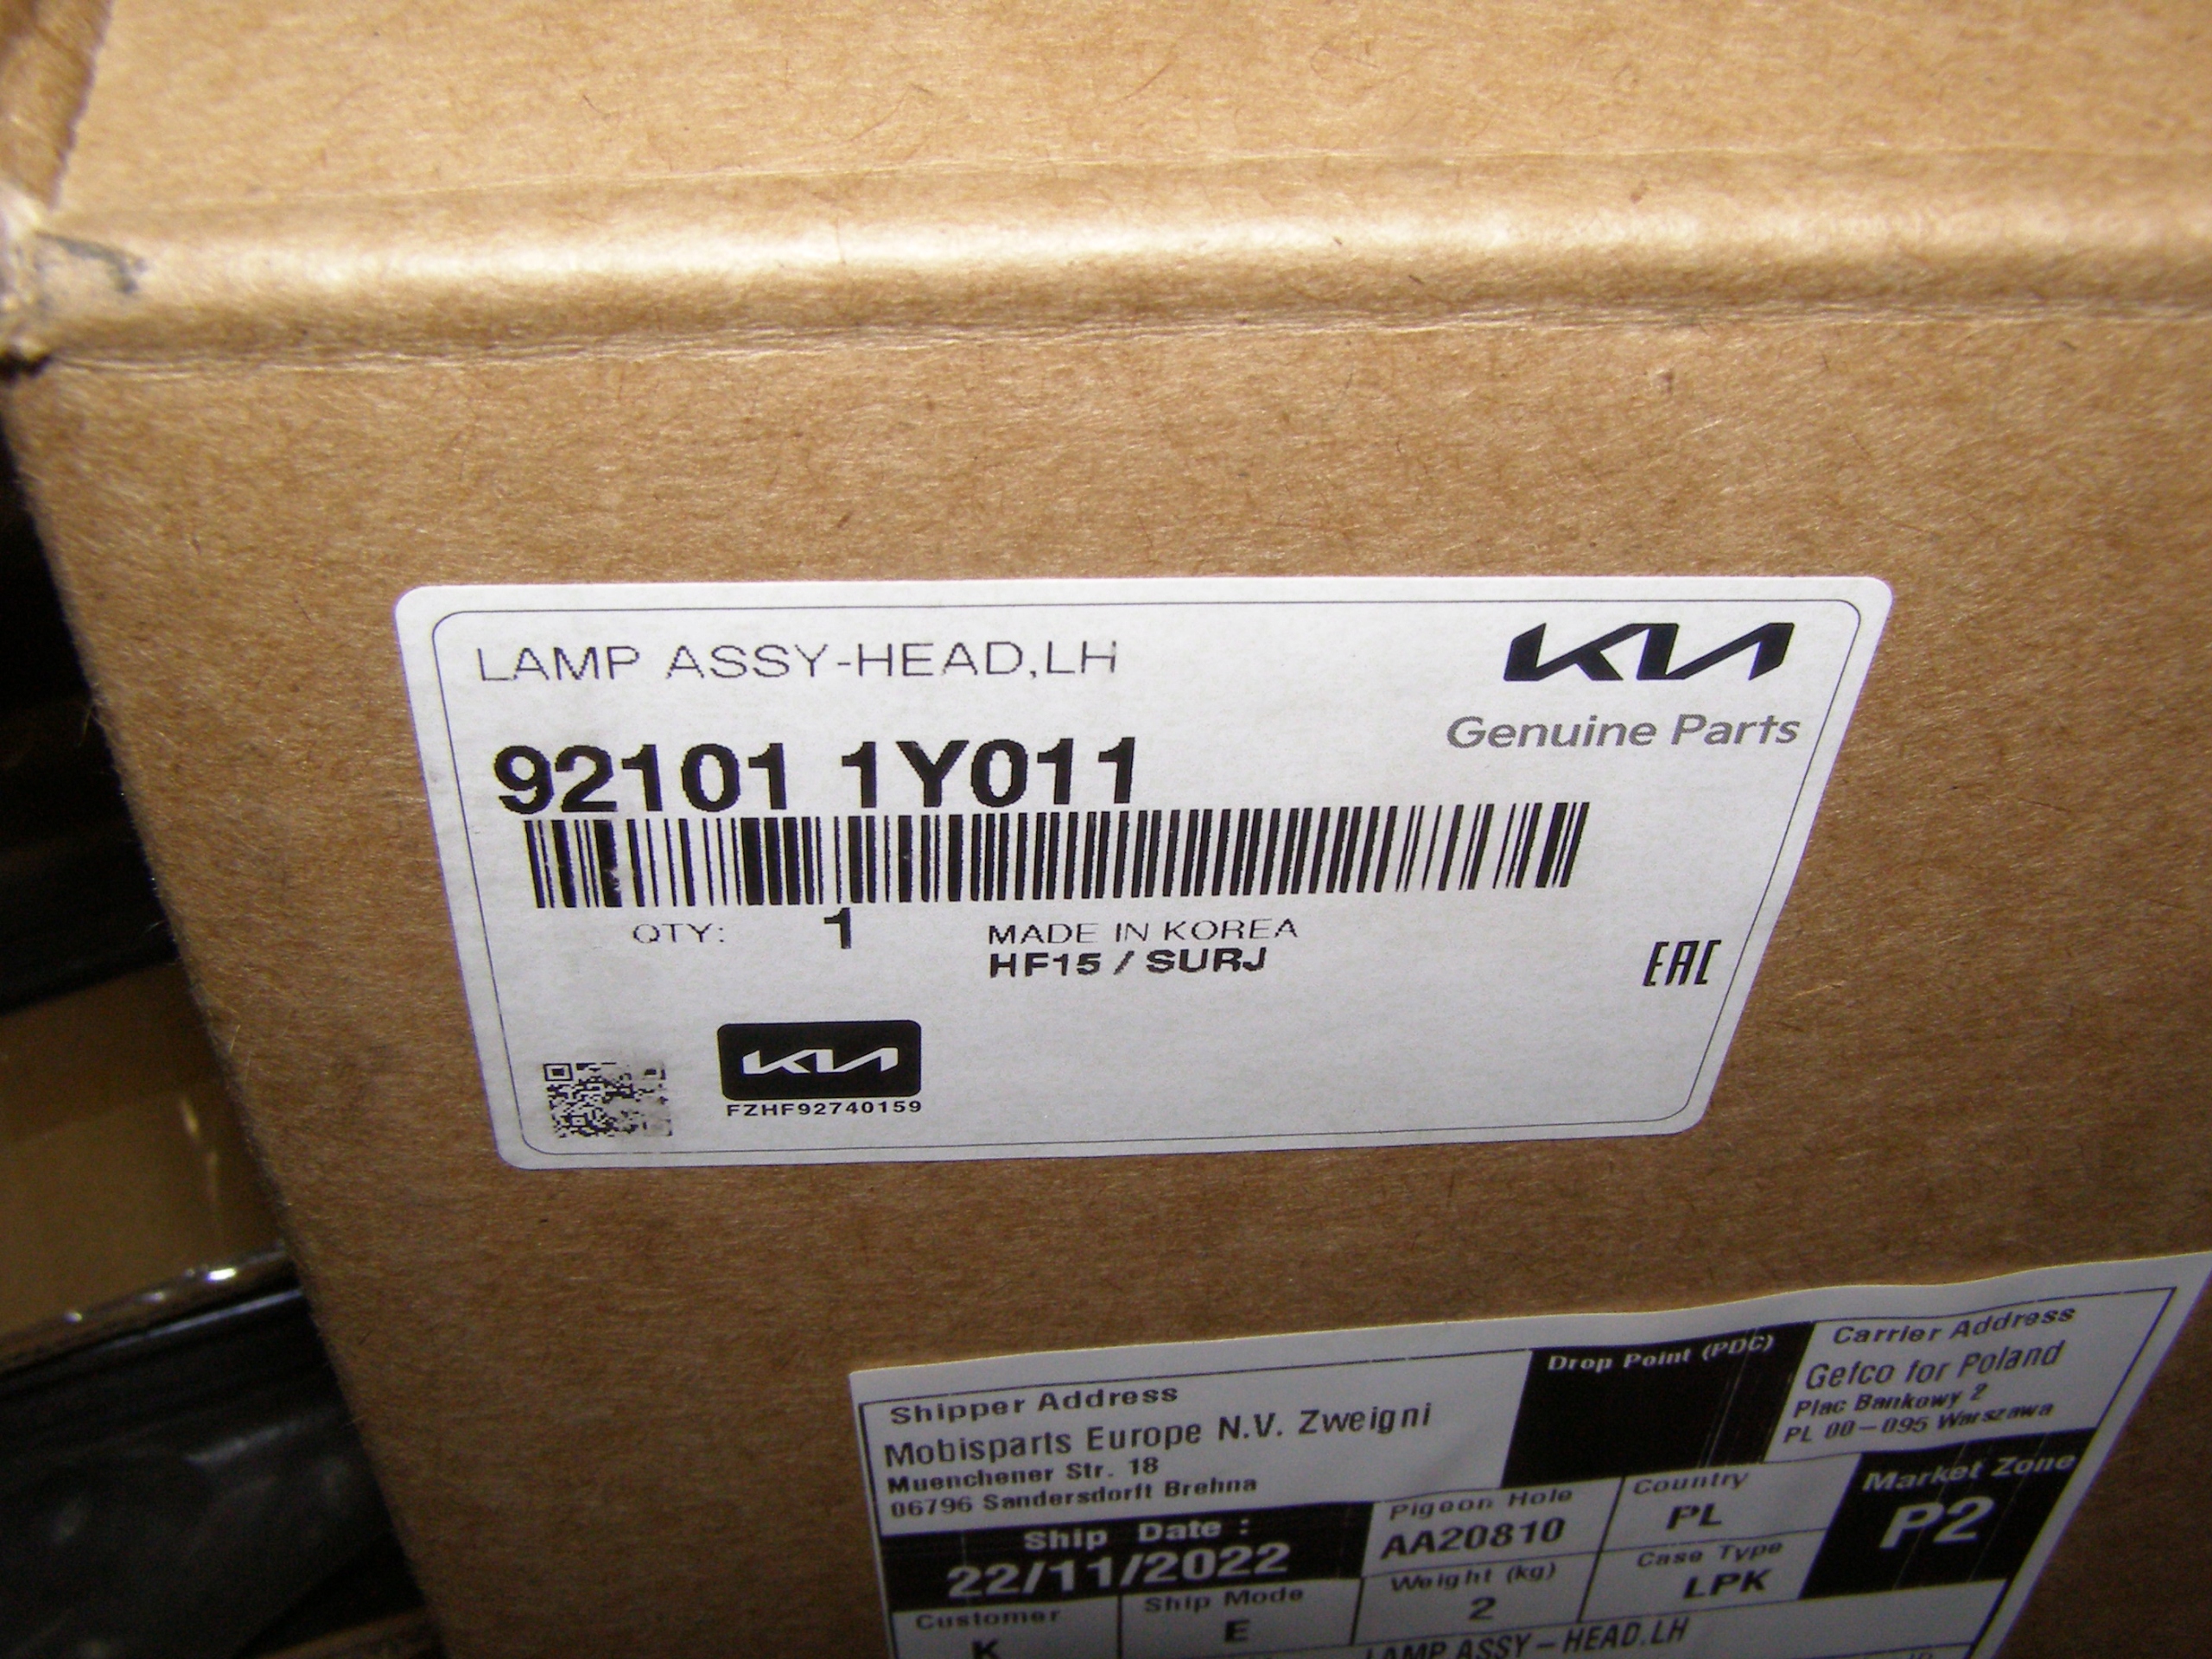 LAMP ASSY-HEAD,LH
KIA
Genuine Parts
92101 1Y011
QTY: 1
MADE IN KOREA
HF15 / SURJ
EAC
KIA
FZHF92740159
Shipper Address
Mobisparts Europe N.V. Zweigni
Muenchener Str. 18
06796 Sandersdorft Brehna
Drop Point (PDC)
Carrier Address
Gefco for Poland
Plac Bankowy 2
PL 00-095 Warszawa
Ship Date :
22/11/2022
Pigeon Hole
AA20810
Country
PL
Market Zone
P2
Customer
K
Ship Mode
E
Weight (kg)
2
Case Type
LPK
LAMP ASSY-HEAD.LH